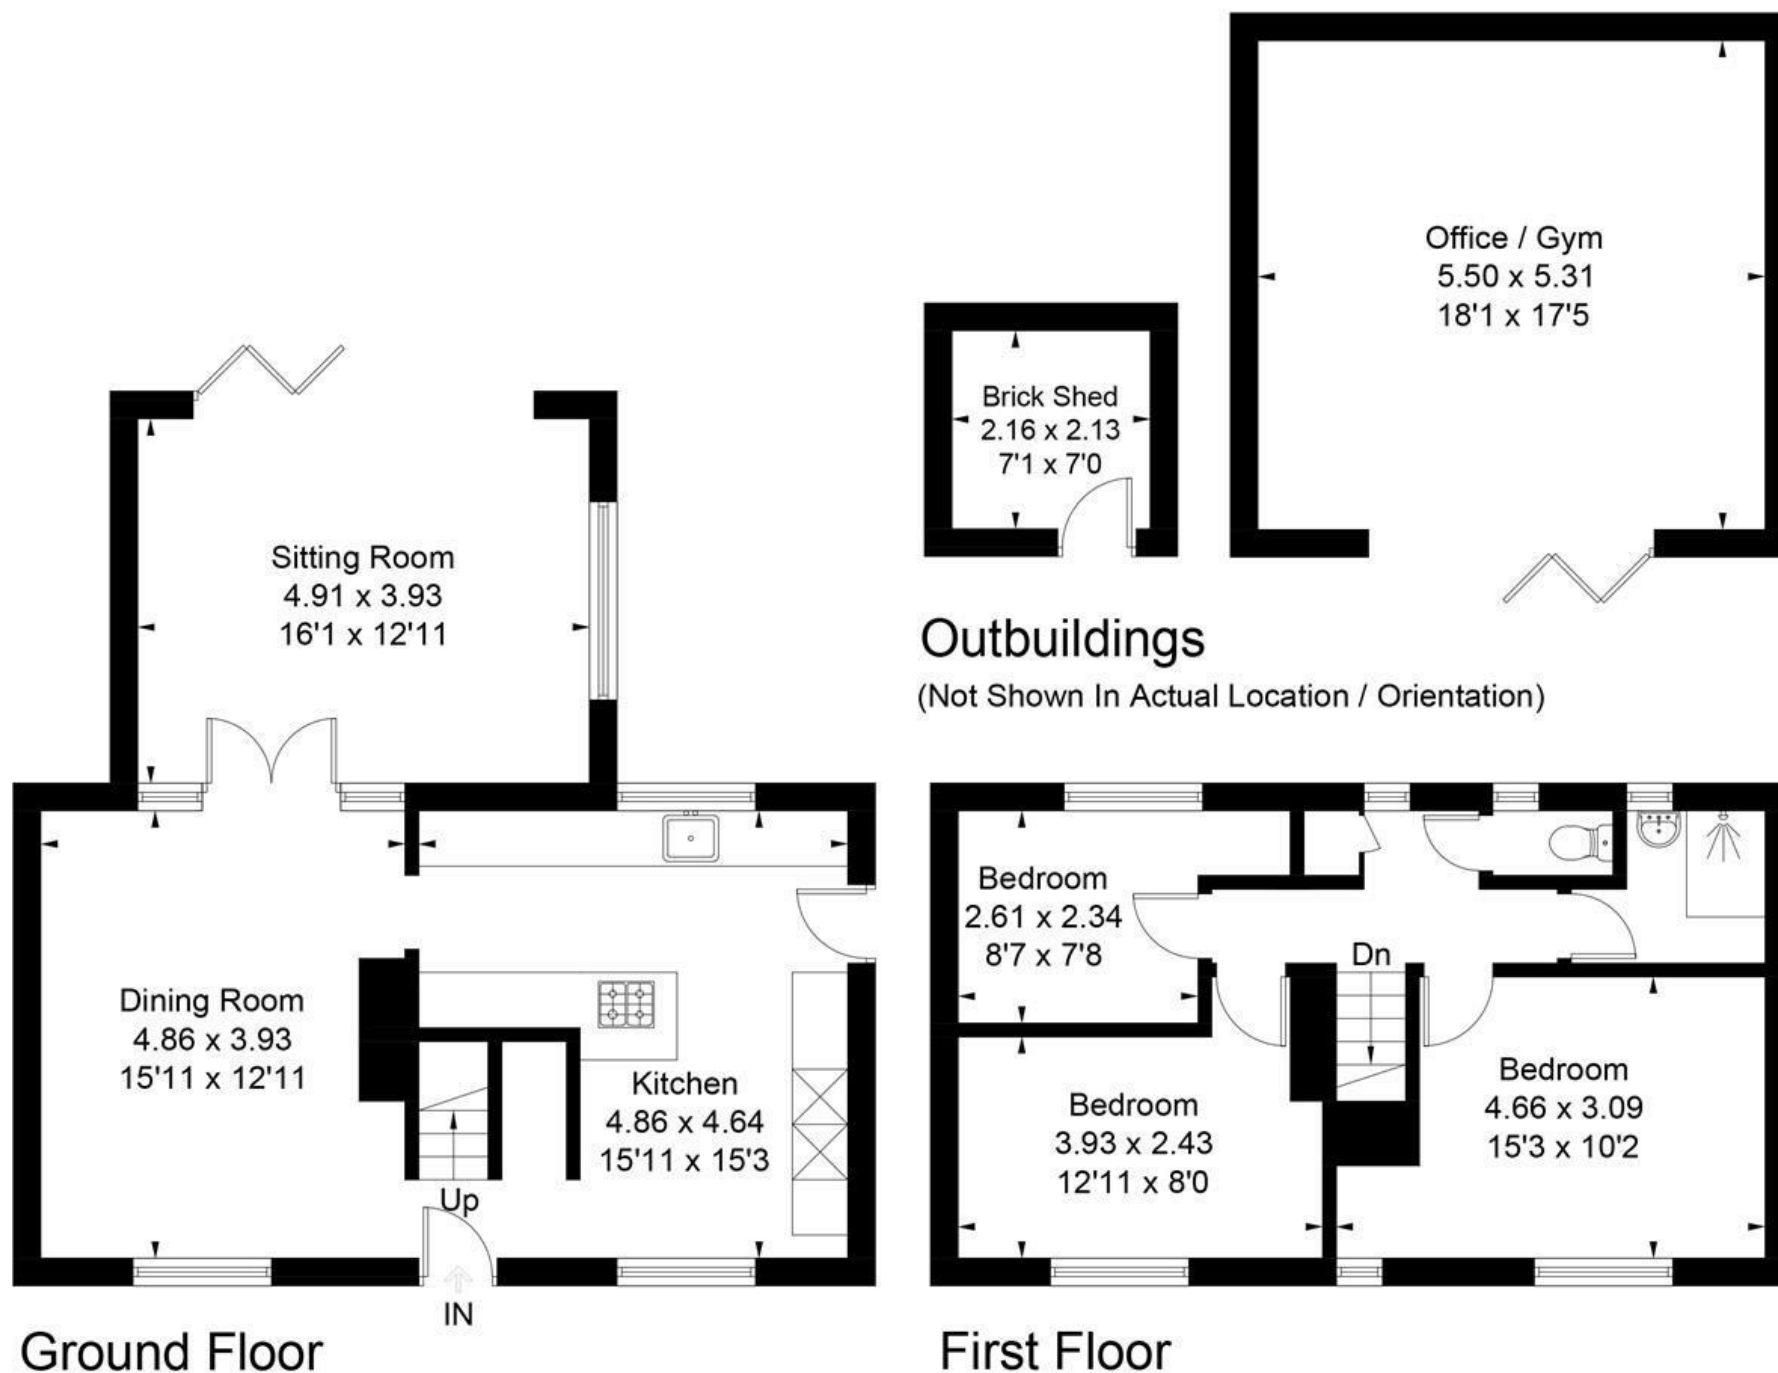 Office / Gym
5.50 x 5.31
18'1 x 17'5
Brick Shed
2.16 x 2.13
7'1 x 7'0
Outbuildings
(Not Shown In Actual Location / Orientation)
Sitting Room
4.91 x 3.93
16'1 x 12'11
Dining Room
4.86 x 3.93
15'11 x 12'11
Kitchen
4.86 x 4.64
15'11 x 15'3
Up
IN
Ground Floor
Bedroom
2.61 x 2.34
8'7 x 7'8
Dn
Bedroom
3.93 x 2.43
12'11 x 8'0
Bedroom
4.66 x 3.09
15'3 x 10'2
First Floor